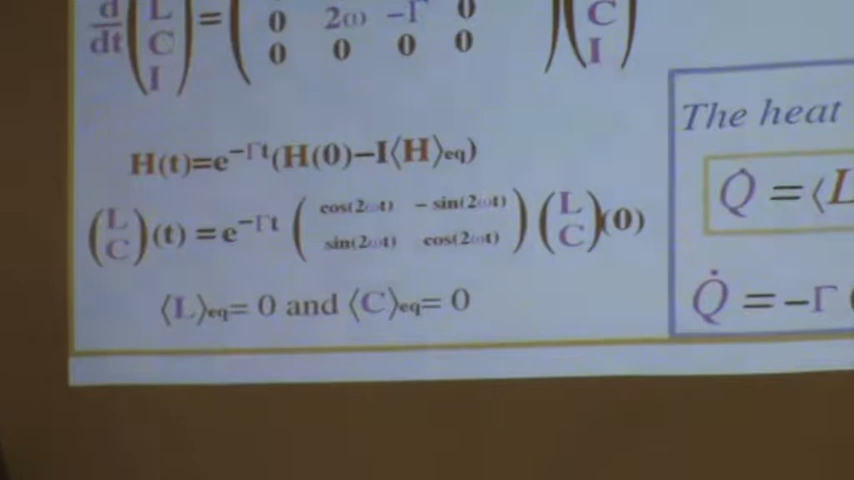 d/dt ( L C I ) = ( 0 2ω −Γ 0
0 0 0 0 ) ( C I )
H(t)=e^−Γt(H(0)−I⟨H⟩eq)
( L C )(t) = e^−Γt ( cos(2ωt) − sin(2ωt)
sin(2ωt) cos(2ωt) ) ( L C )(0)
⟨L⟩eq= 0 and ⟨C⟩eq= 0
The heat
Q̇ = ⟨L
Q̇ = −Γ